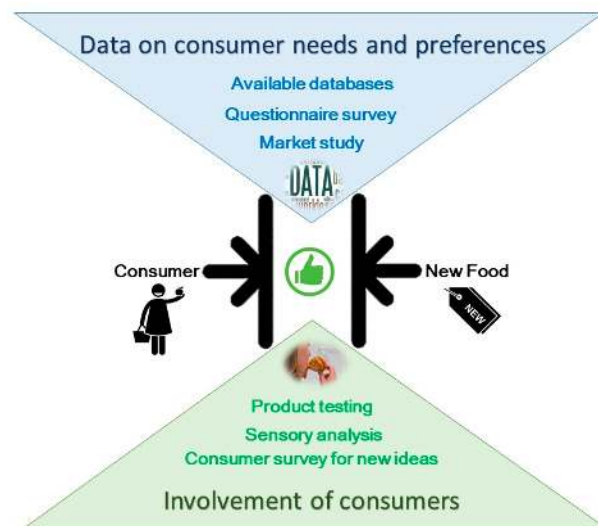 Data on consumer needs and preferences
Available databases
Questionnaire survey
Market study
DATA
Consumer
New Food
NEW
Product testing
Sensory analysis
Consumer survey for new ideas
Involvement of consumers